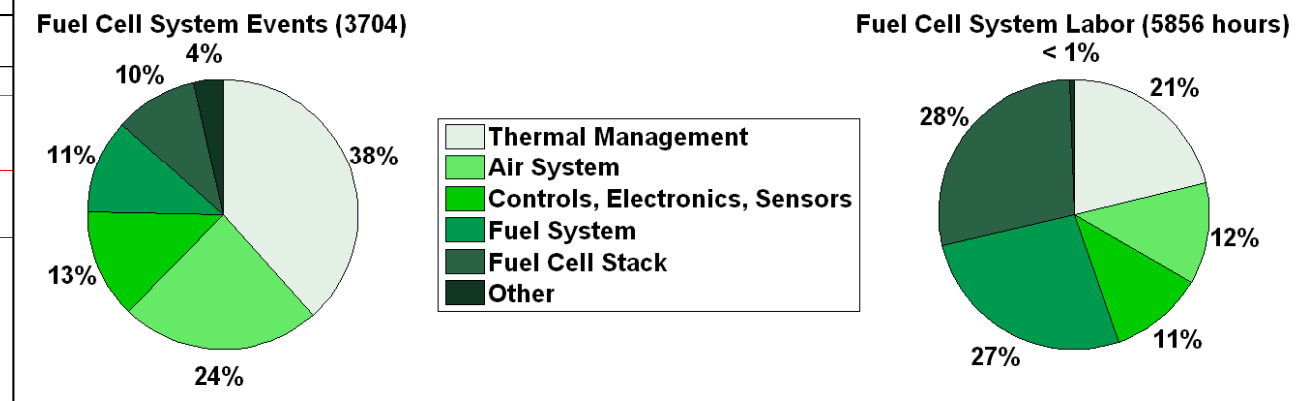 Fuel Cell System Events (3704)
4%
10%
11%
38%
13%
24%
Thermal Management
Air System
Controls, Electronics, Sensors
Fuel System
Fuel Cell Stack
Other
Fuel Cell System Labor (5856 hours)
< 1%
21%
28%
12%
11%
27%